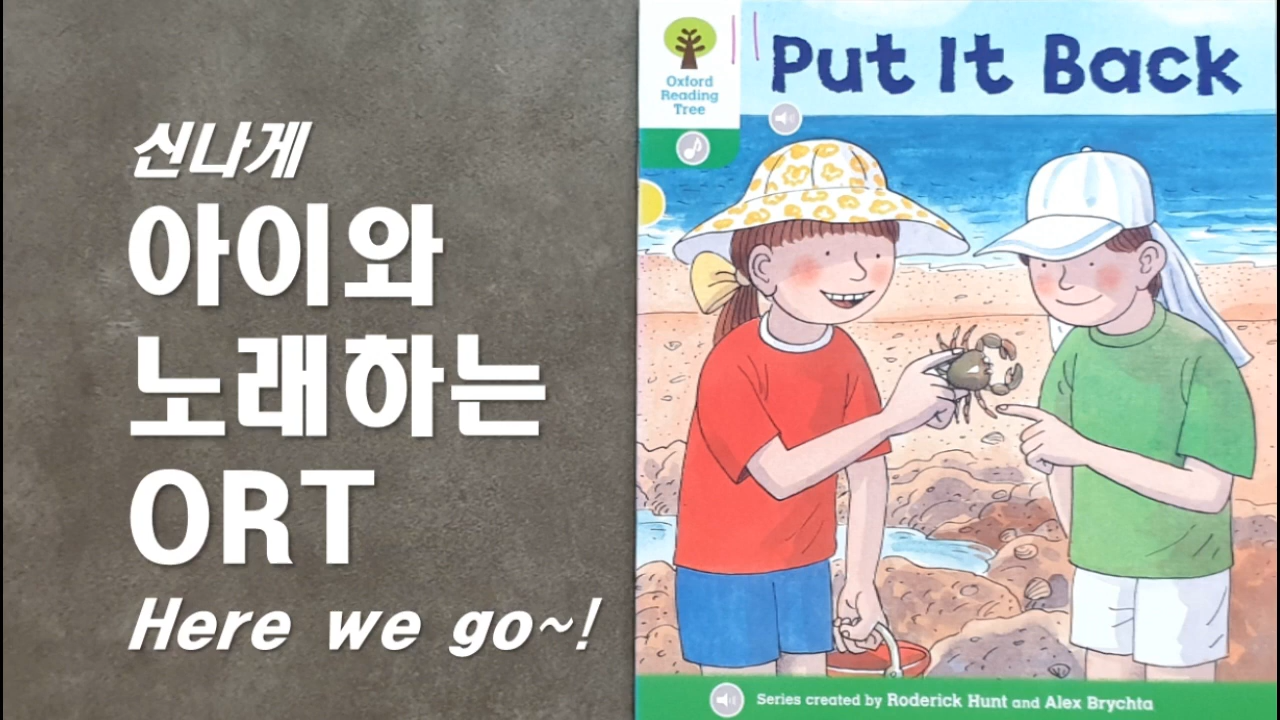 신나게
아이와
노래하는
ORT
Here we go~!
Oxford
Reading
Tree
Put It Back
Series created by Roderick Hunt and Alex Brychta